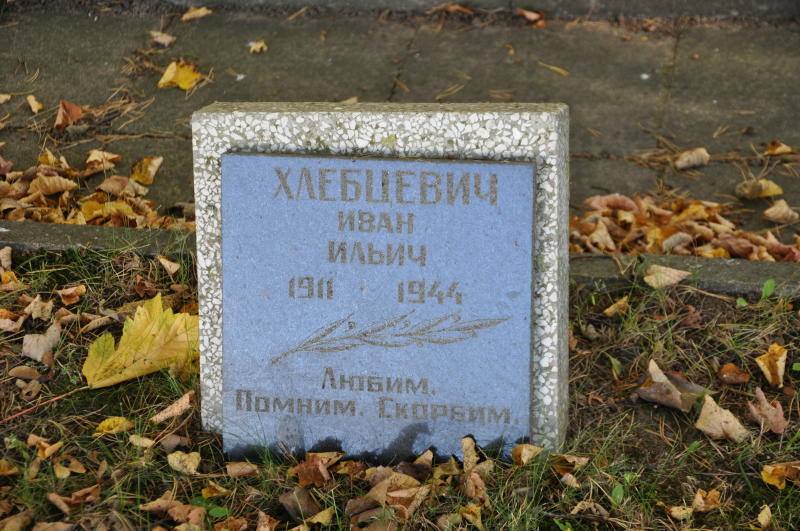 ХЛЕБЦЕВИЧ
ИВАН
ИЛЬИЧ
1911 · 1944
Любим.
Помним. Скорбим.